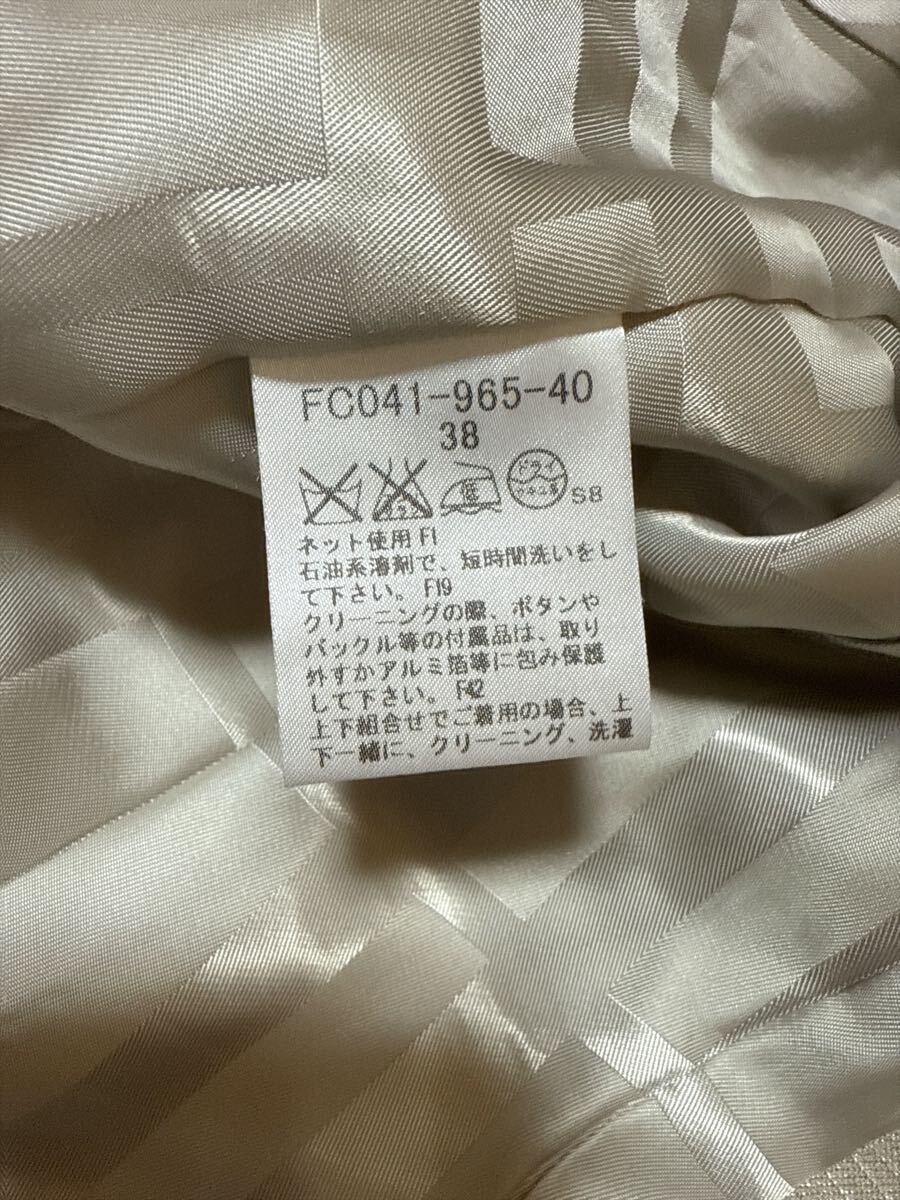 FC041-965-40
38
ドライ
S8
ネット使用 F1
石油系溶剤で、短時間洗いをし
て下さい。 F19
クリーニングの際、ボタンや
バックル等の付属品は、取り
外すかアルミ箔等に包み保護
して下さい。 F42
上下組合せでご着用の場合、上
下一緒に、クリーニング、洗濯